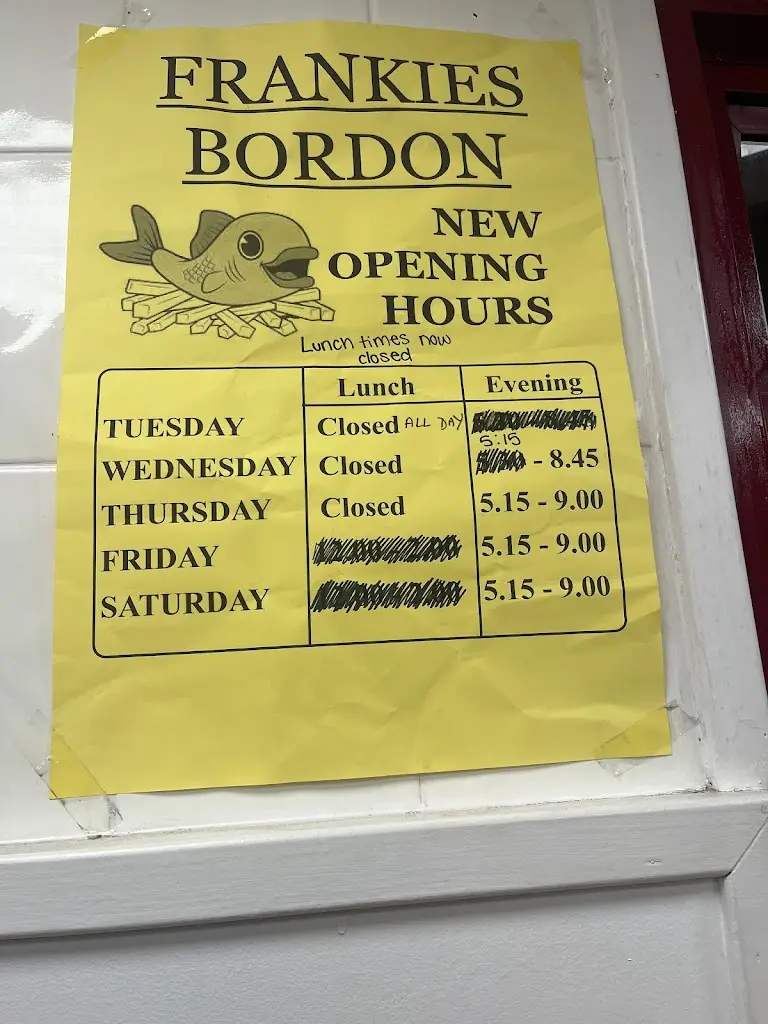 FRANKIES
BORDON
NEW
OPENING
HOURS
Lunch times now
closed
Lunch Evening
TUESDAY Closed ALL DAY
5:15
WEDNESDAY Closed - 8.45
THURSDAY Closed 5.15 - 9.00
FRIDAY 5.15 - 9.00
SATURDAY 5.15 - 9.00